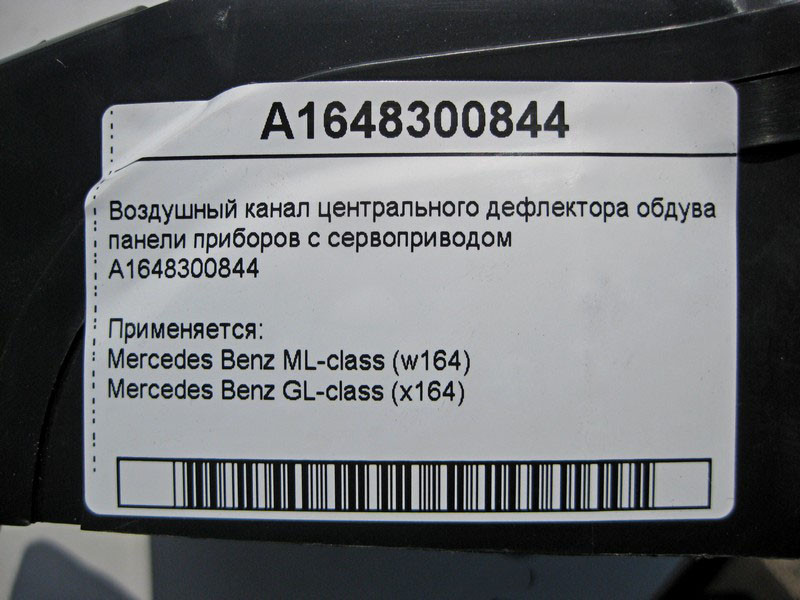 A1648300844
Воздушный канал центрального дефлектора обдува
панели приборов с сервоприводом
A1648300844
Применяется:
Mercedes Benz ML-class (w164)
Mercedes Benz GL-class (x164)